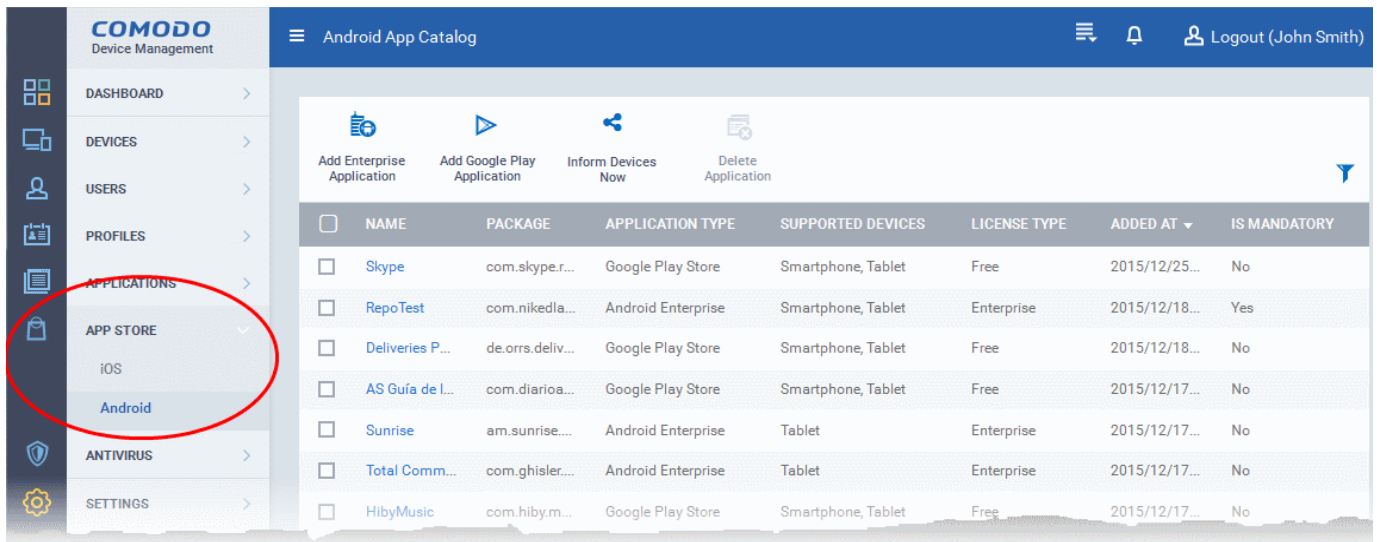 COMODO
Device Management
Android App Catalog
Logout (John Smith)
DASHBOARD
DEVICES
USERS
PROFILES
APPLICATIONS
APP STORE
iOS
Android
ANTIVIRUS
SETTINGS
Add Enterprise Application
Add Google Play Application
Inform Devices Now
Delete Application
NAME PACKAGE APPLICATION TYPE SUPPORTED DEVICES LICENSE TYPE ADDED AT IS MANDATORY
Skype com.skype.r... Google Play Store Smartphone, Tablet Free 2015/12/25... No
RepoTest com.nikedla... Android Enterprise Smartphone, Tablet Enterprise 2015/12/18... Yes
Deliveries P... de.orrs.deliv... Google Play Store Smartphone, Tablet Free 2015/12/18... No
AS Guía de l... com.diarioa... Google Play Store Smartphone, Tablet Free 2015/12/17... No
Sunrise am.sunrise.... Android Enterprise Tablet Enterprise 2015/12/17... No
Total Comm... com.ghisler.... Android Enterprise Tablet Enterprise 2015/12/17... No
HibyMusic com.hiby.m... Google Play Store Smartphone, Tablet Free 2015/12/17... No